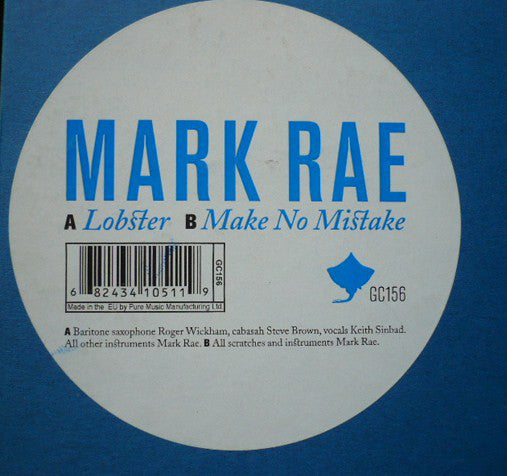 MARK RAE
A Lobster B Make No Mistake
GC156
6 82434 10511 9
Made in the EU by Pure Music Manufacturing Ltd
GC156
A Baritone saxophone Roger Wickham, cabasah Steve Brown, vocals Keith Sinbad.
All other instruments Mark Rae. B All scratches and instruments Mark Rae.